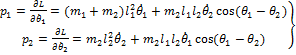 p₁ = ∂L/∂θ̇₁ = (m₁ + m₂)l₁²θ̇₁ + m₂l₁l₂θ̇₂ cos(θ₁ − θ₂)
p₂ = ∂L/∂θ̇₂ = m₂l₂²θ̇₂ + m₂l₁l₂θ̇₁ cos(θ₁ − θ₂)